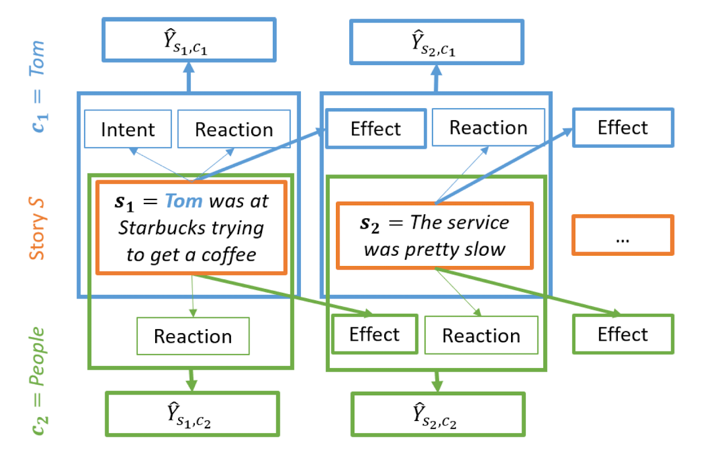 Ŷs₁,c₁
Ŷs₂,c₁
c₁ = Tom
Intent
Reaction
Effect
Reaction
Effect
Story S
s₁ = Tom was at
Starbucks trying
to get a coffee
s₂ = The service
was pretty slow
...
c₂ = People
Reaction
Effect
Reaction
Effect
Ŷs₁,c₂
Ŷs₂,c₂